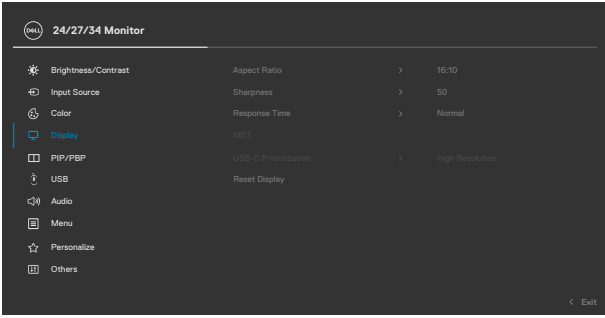 DELL 24/27/34 Monitor
Brightness/Contrast Aspect Ratio > 16:10
Input Source Sharpness > 50
Color Response Time > Normal
Display MST
PIP/PBP USB-C Prioritization > High Resolution
USB Reset Display
Audio
Menu
Personalize
Others
< Exit